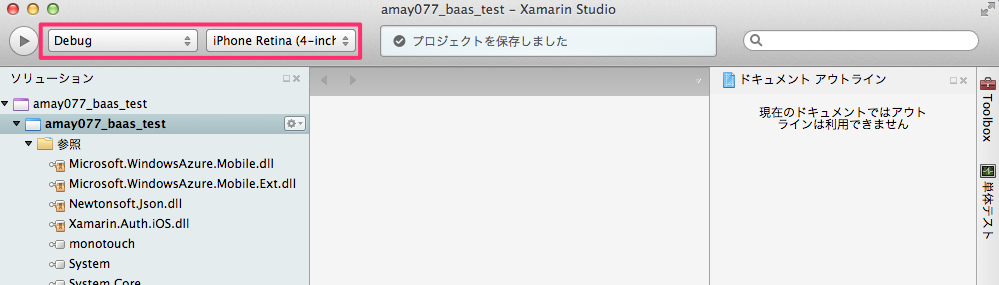 amay077_baas_test – Xamarin Studio
Debug
iPhone Retina (4-inch
プロジェクトを保存しました
ソリューション
amay077_baas_test
amay077_baas_test
参照
Microsoft.WindowsAzure.Mobile.dll
Microsoft.WindowsAzure.Mobile.Ext.dll
Newtonsoft.Json.dll
Xamarin.Auth.iOS.dll
monotouch
System
System.Core
ドキュメント アウトライン
現在のドキュメントではアウト
ラインは利用できません
Toolbox
単体テスト